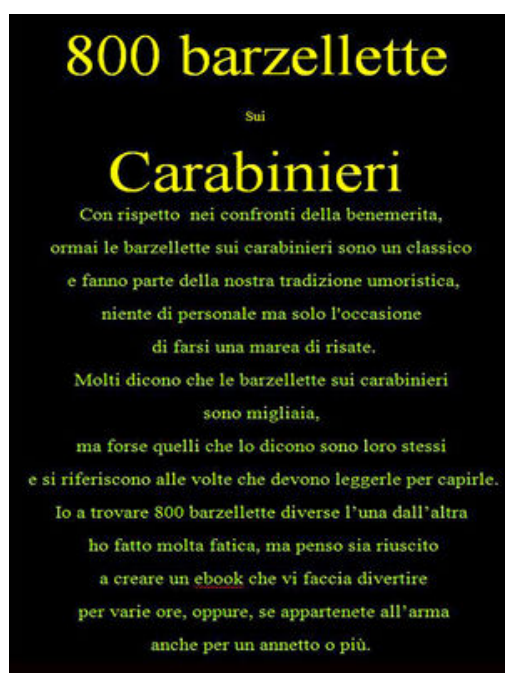 800 barzellette
Sui
Carabinieri
Con rispetto nei confronti della benemerita,
ormai le barzellette sui carabinieri sono un classico
e fanno parte della nostra tradizione umoristica,
niente di personale ma solo l'occasione
di farsi una marea di risate.
Molti dicono che le barzellette sui carabinieri
sono migliaia,
ma forse quelli che lo dicono sono loro stessi
e si riferiscono alle volte che devono leggerle per capirle.
Io a trovare 800 barzellette diverse l’una dall’altra
ho fatto molta fatica, ma penso sia riuscito
a creare un ebook che vi faccia divertire
per varie ore, oppure, se appartenete all’arma
anche per un annetto o più.